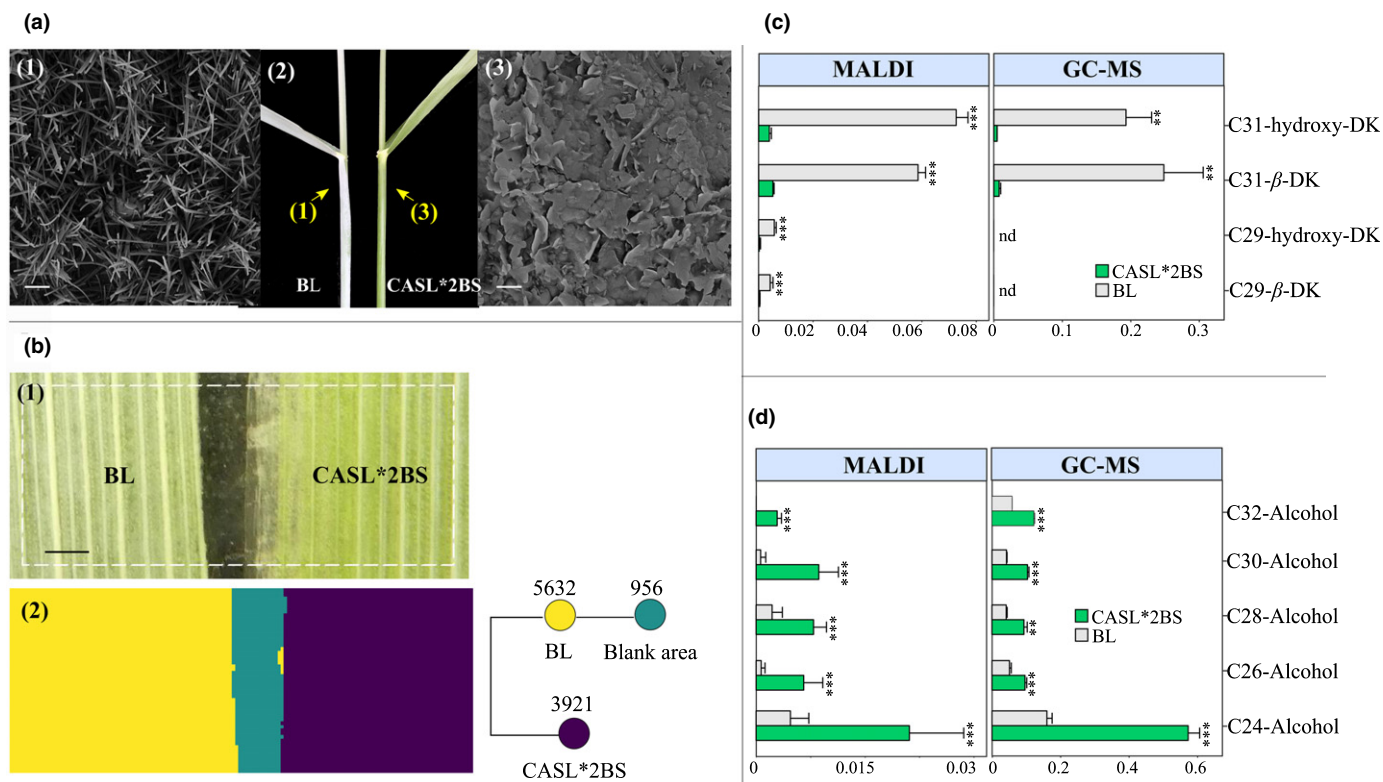 (a)
(1)
(2)
(3)
(1)
(3)
BL
CASL*2BS
(b)
(1)
BL
CASL*2BS
(2)
5632
956
BL
Blank area
3921
CASL*2BS
(c)
MALDI
GC-MS
***
**
C31-hydroxy-DK
***
**
C31-β-DK
***
nd
C29-hydroxy-DK
***
nd
C29-β-DK
CASL*2BS
BL
0 0.02 0.04 0.06 0.08
0 0.1 0.2 0.3
(d)
MALDI
GC-MS
***
***
C32-Alcohol
***
***
C30-Alcohol
***
**
C28-Alcohol
***
***
C26-Alcohol
***
***
C24-Alcohol
CASL*2BS
BL
0 0.015 0.03
0 0.2 0.4 0.6